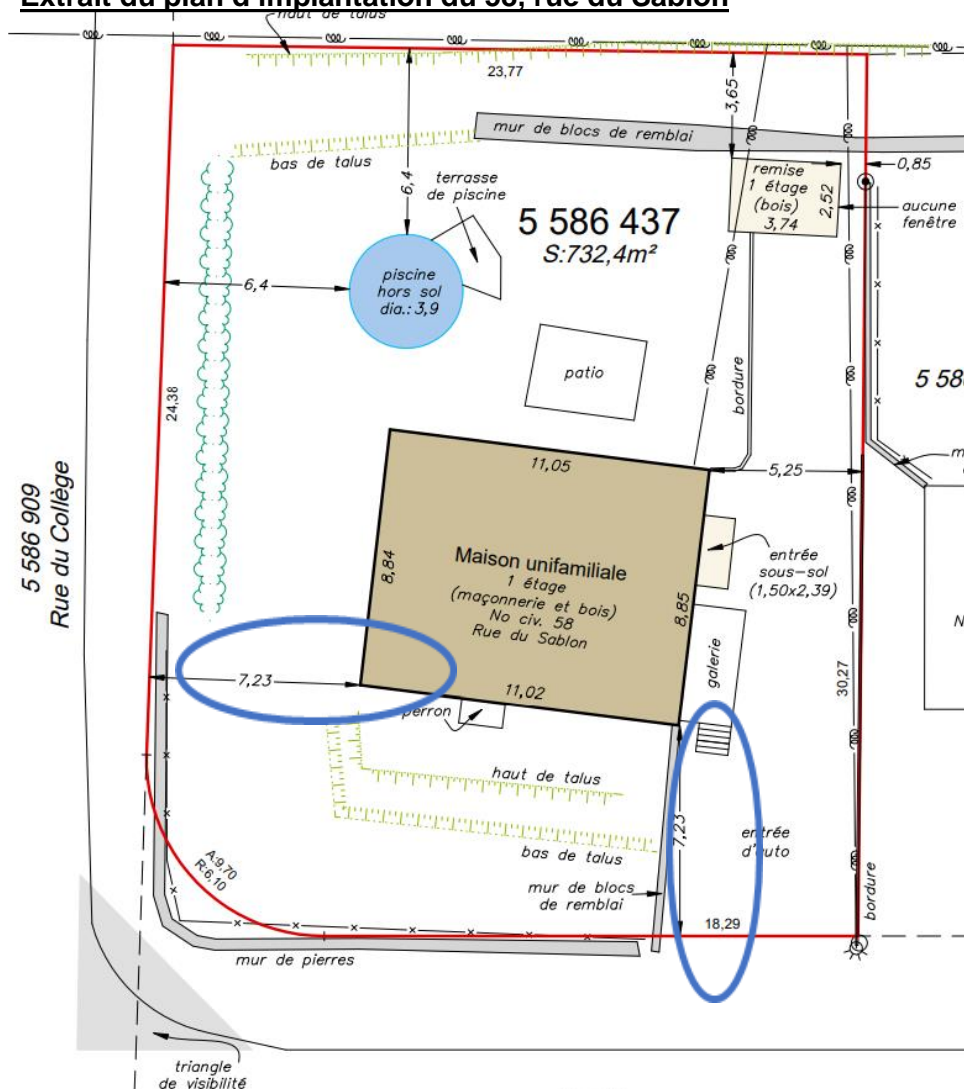 Extrait du plan d'implantation du 58, rue du Sablon
haut de talus
23,77
3,65
mur de blocs de remblai
bas de talus
6,4
terrasse
de piscine
remise
1 étage
(bois)
3,74
2,52
0,85
aucune
fenêtre
5 586 437
S:732,4m²
piscine
hors sol
dia.: 3,9
6,4
patio
bordure
24,38
11,05
5,25
5 586 909
Rue du Collège
8,84
Maison unifamiliale
1 étage
(maçonnerie et bois)
No civ. 58
Rue du Sablon
8,85
entrée
sous-sol
(1,50x2,39)
galerie
30,27
7,23
11,02
perron
haut de talus
bas de talus
7,23
entrée
d'auto
mur de blocs
de remblai
bordure
A:9,70
R:6,10
18,29
mur de pierres
triangle
de visibilité